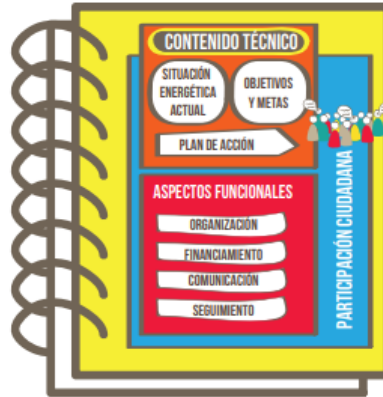 CONTENIDO TÉCNICO
SITUACIÓN
ENERGÉTICA
ACTUAL
OBJETIVOS
Y METAS
PLAN DE ACCIÓN
ASPECTOS FUNCIONALES
ORGANIZACIÓN
FINANCIAMIENTO
COMUNICACIÓN
SEGUIMIENTO
PARTICIPACIÓN CIUDADANA